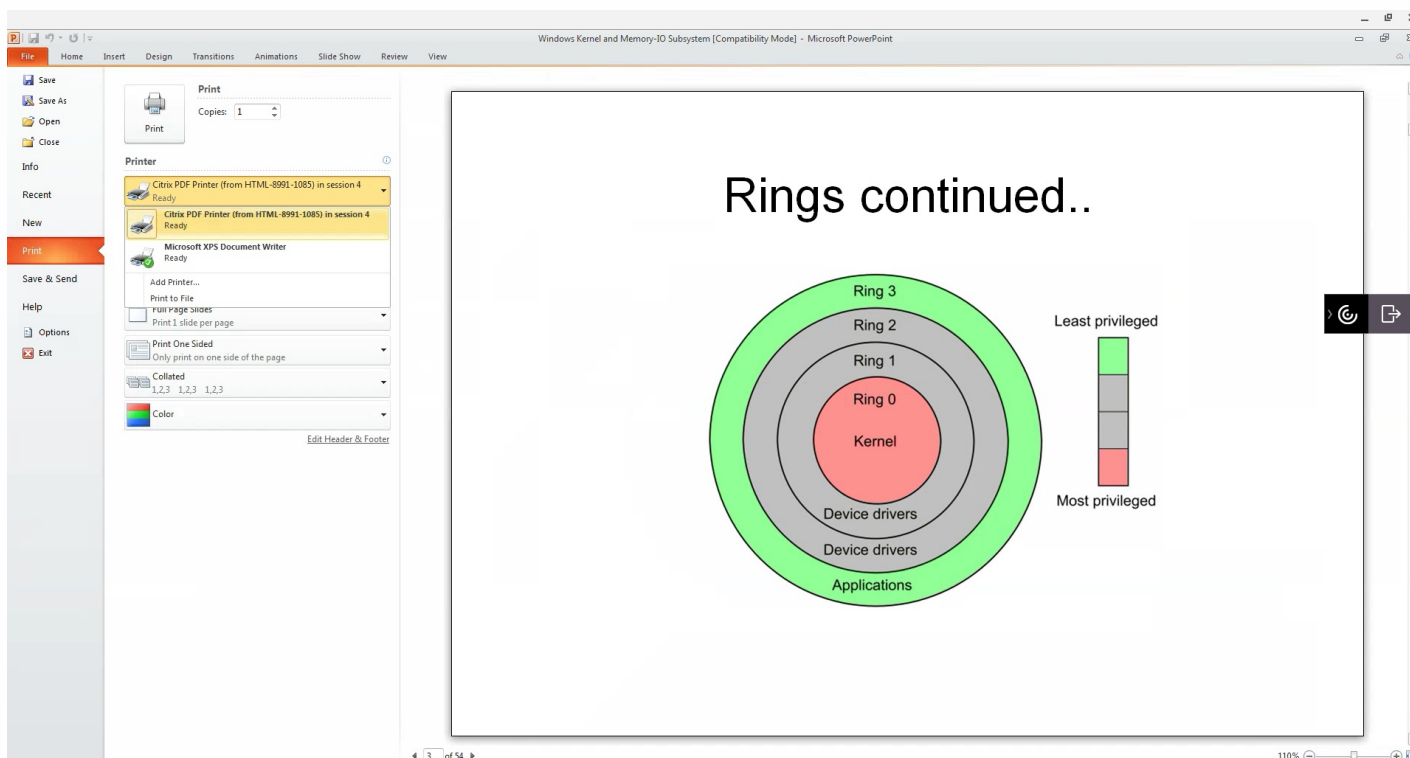 Windows Kernel and Memory-IO Subsystem [Compatibility Mode] - Microsoft PowerPoint
File Home Insert Design Transitions Animations Slide Show Review View
Save
Save As
Open
Close
Info
Recent
New
Print
Save & Send
Help
Options
Exit
Print
Copies: 1
Print
Printer
Citrix PDF Printer (from HTML-8991-1085) in session 4
Ready
Citrix PDF Printer (from HTML-8991-1085) in session 4
Ready
Microsoft XPS Document Writer
Ready
Add Printer...
Print to File
Full Page Slides
Print 1 slide per page
Print One Sided
Only print on one side of the page
Collated
1,2,3 1,2,3 1,2,3
Color
Edit Header & Footer
Rings continued..
Ring 3
Ring 2
Ring 1
Ring 0
Kernel
Device drivers
Device drivers
Applications
Least privileged
Most privileged
3 of 54
110%